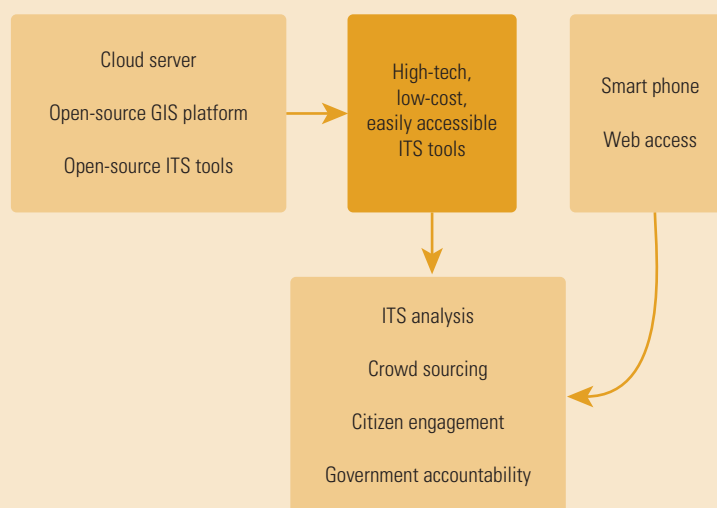 Cloud server
Open-source GIS platform
Open-source ITS tools
High-tech,
low-cost,
easily accessible
ITS tools
Smart phone
Web access
ITS analysis
Crowd sourcing
Citizen engagement
Government accountability